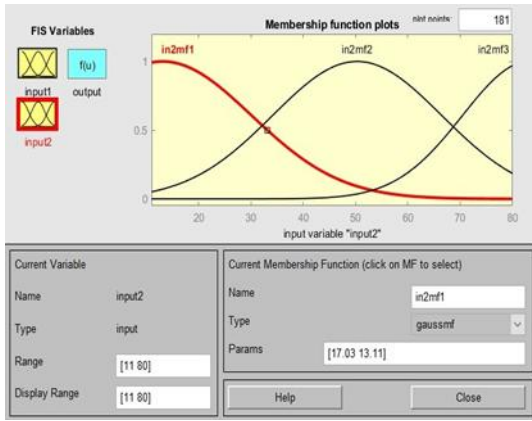 FIS Variables
f(u)
input1
output
input2
Membership function plots
plot points:
181
in2mf1
in2mf2
in2mf3
1
0.5
0
20
30
40
50
60
70
80
input variable "input2"
Current Variable
Name
input2
Type
input
Range
[11 80]
Display Range
[11 80]
Current Membership Function (click on MF to select)
Name
in2mf1
Type
gaussmf
Params
[17.03 13.11]
Help
Close